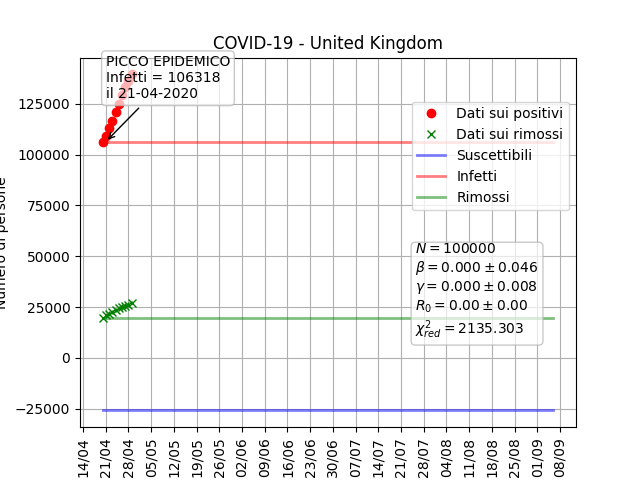 COVID-19 - United Kingdom
PICCO EPIDEMICO
Infetti = 106318
il 21-04-2020
Dati sui positivi
Dati sui rimossi
Suscettibili
Infetti
Rimossi
N = 100000
β = 0.000 ± 0.046
γ = 0.000 ± 0.008
R₀ = 0.00 ± 0.00
χ²_red = 2135.303
Numero di persone
125000
100000
75000
50000
25000
0
−25000
14/04 21/04 28/04 05/05 12/05 19/05 26/05 02/06 09/06 16/06 23/06 30/06 07/07 14/07 21/07 28/07 04/08 11/08 18/08 25/08 01/09 08/09